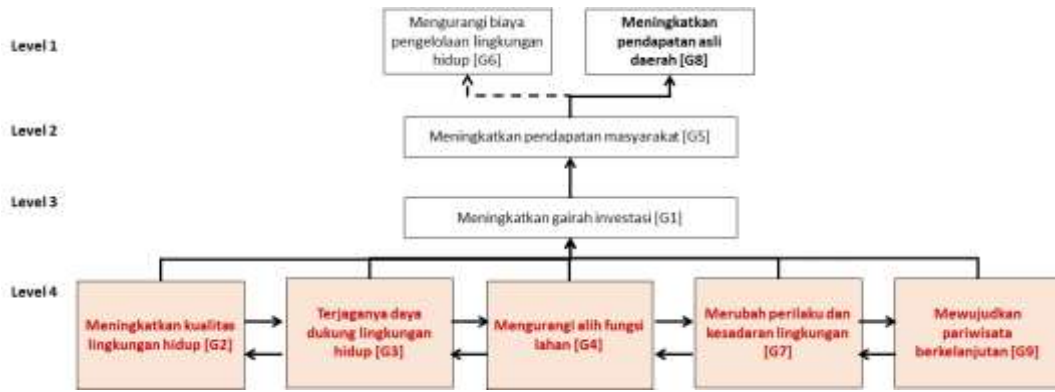 Level 1
Mengurangi biaya
pengelolaan lingkungan
hidup [G6]
Meningkatkan
pendapatan asli
daerah [G8]
Level 2
Meningkatkan pendapatan masyarakat [G5]
Level 3
Meningkatkan gairah investasi [G1]
Level 4
Meningkatkan kualitas
lingkungan hidup [G2]
Terjaganya daya
dukung lingkungan
hidup [G3]
Mengurangi alih fungsi
lahan [G4]
Merubah perilaku dan
kesadaran lingkungan
[G7]
Mewujudkan
pariwisata
berkelanjutan [G9]